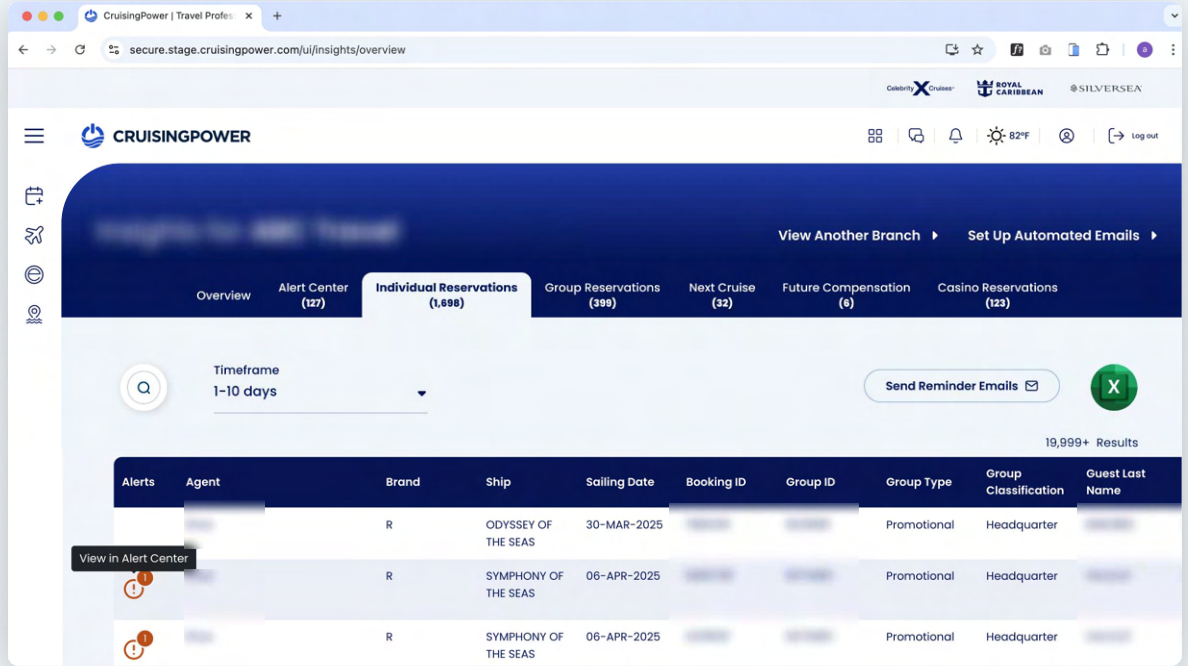 CruisingPower | Travel Profes
secure.stage.cruisingpower.com/ui/insights/overview
a
Celebrity X Cruises
ROYAL
CARIBBEAN
SILVERSEA
CRUISINGPOWER
82°F
Log out
Insights for ABC Travel
View Another Branch
Set Up Automated Emails
Overview
Alert Center
(127)
Individual Reservations
(1,698)
Group Reservations
(399)
Next Cruise
(32)
Future Compensation
(6)
Casino Reservations
(123)
Timeframe
1-10 days
Send Reminder Emails
X
19,999+ Results
Alerts Agent Brand Ship Sailing Date Booking ID Group ID Group Type Group Classification Guest Last Name
R ODYSSEY OF THE SEAS 30-MAR-2025 Promotional Headquarter
View in Alert Center
1 R SYMPHONY OF THE SEAS 06-APR-2025 Promotional Headquarter
1 R SYMPHONY OF THE SEAS 06-APR-2025 Promotional Headquarter